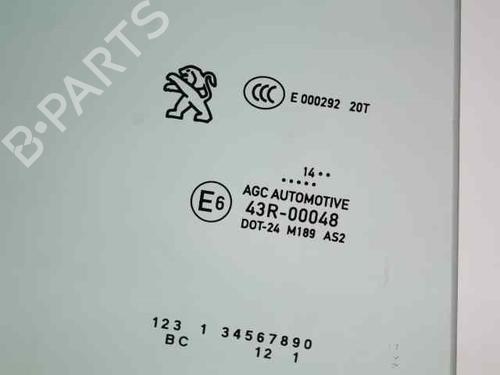 B-PARTS
CCC E 000292 20T
14··
·····
E6 AGC AUTOMOTIVE
43R-00048
DOT-24 M189 AS2
123 1 34567890
BC 12 1